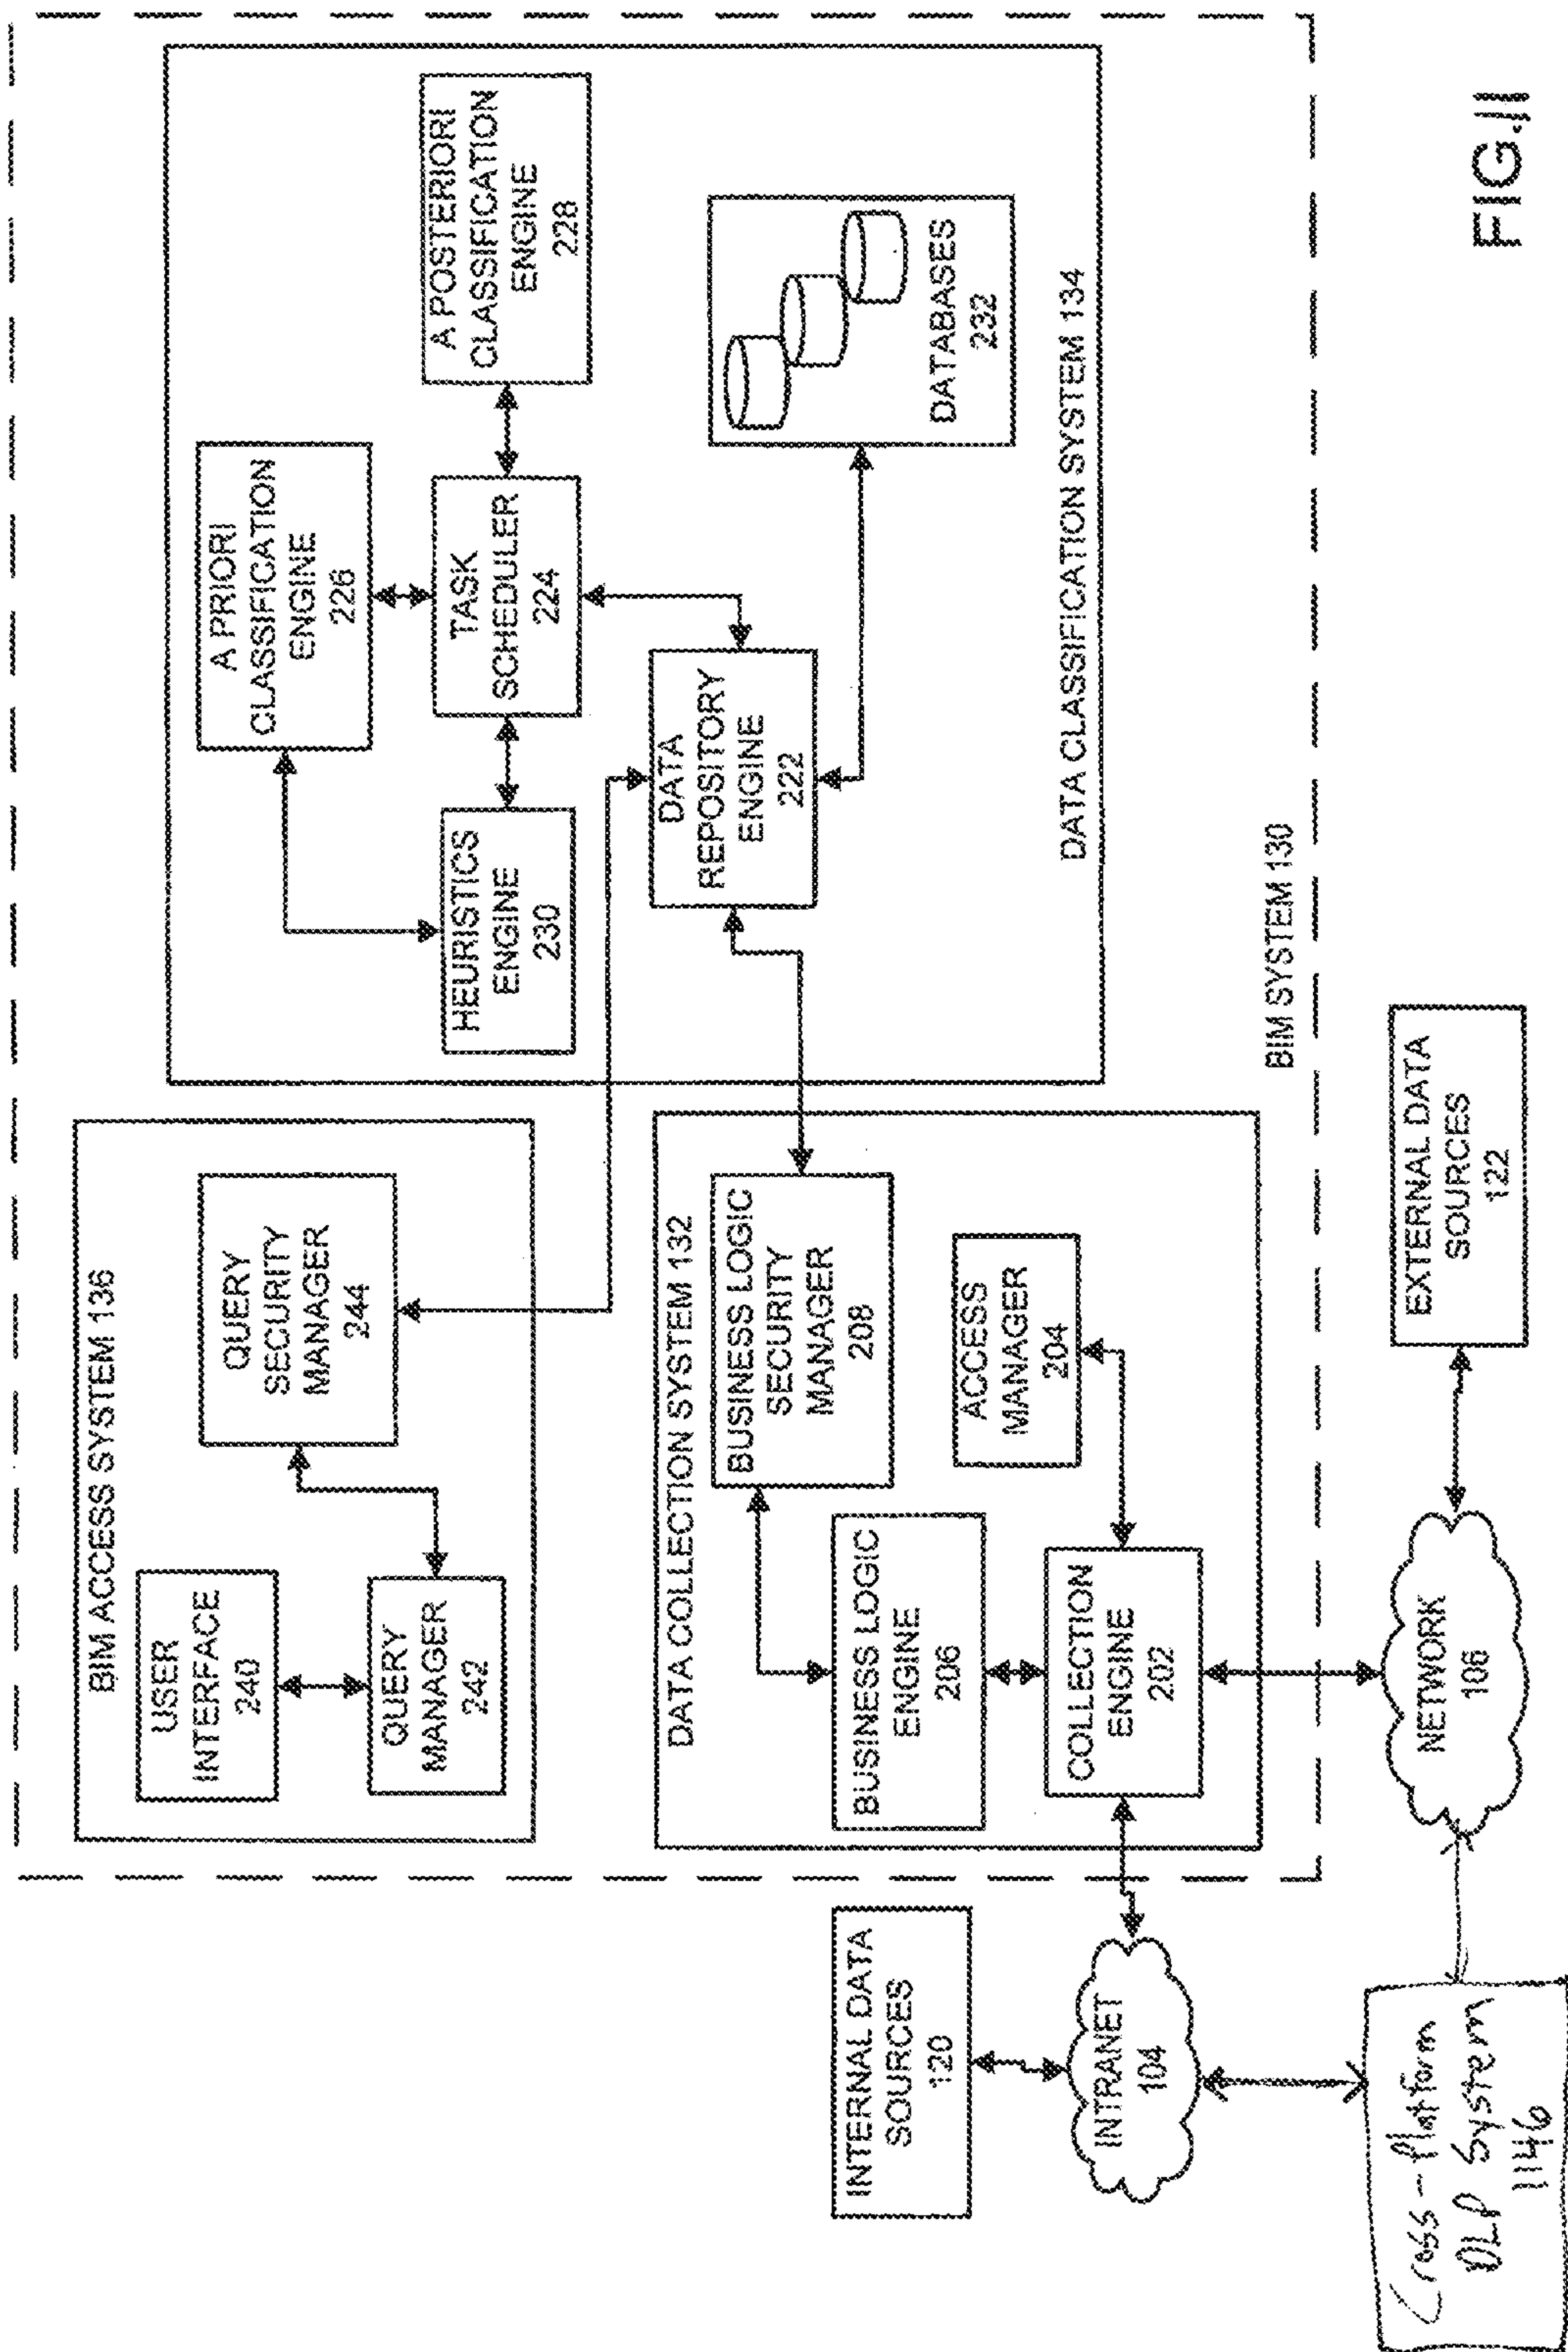 BIM ACCESS SYSTEM 136
USER
INTERFACE
240
QUERY
MANAGER
242
QUERY
SECURITY
MANAGER
244
DATA COLLECTION SYSTEM 132
BUSINESS LOGIC
SECURITY
MANAGER
208
BUSINESS LOGIC
ENGINE
206
ACCESS
MANAGER
204
COLLECTION
ENGINE
202
A PRIORI
CLASSIFICATION
ENGINE
226
HEURISTICS
ENGINE
230
TASK
SCHEDULER
224
A POSTERIORI
CLASSIFICATION
ENGINE
228
DATA
REPOSITORY
ENGINE
222
DATABASES
232
DATA CLASSIFICATION SYSTEM 134
BIM SYSTEM 130
INTERNAL DATA
SOURCES
120
INTRANET
104
Cross-Platform
DLP System
1146
NETWORK
106
EXTERNAL DATA
SOURCES
122
FIG.11